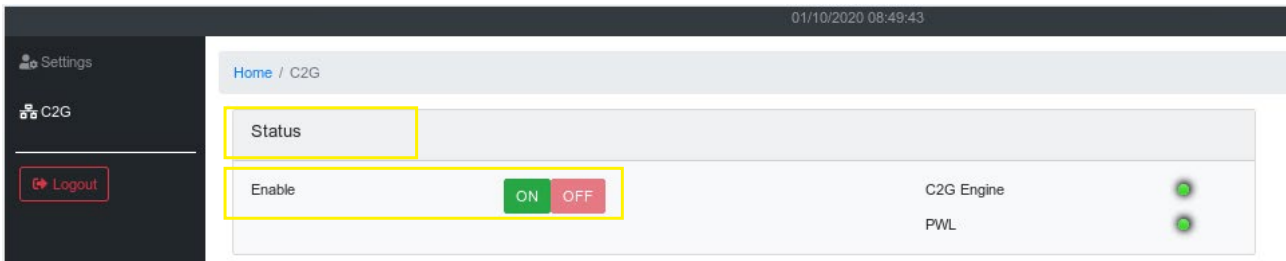 01/10/2020 08:49:43
Settings
C2G
Logout
Home / C2G
Status
Enable ON OFF C2G Engine
PWL